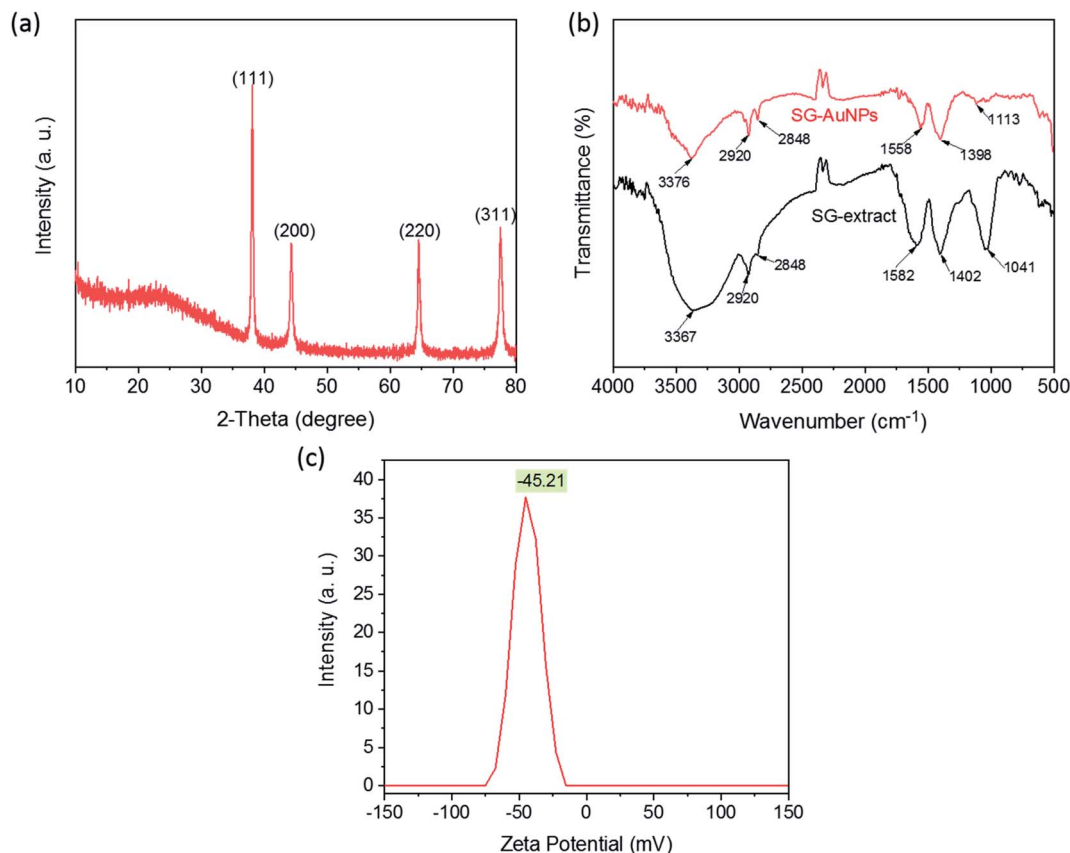 (a)
(111)
(200)
(220)
(311)
Intensity (a. u.)
10 20 30 40 50 60 70 80
2-Theta (degree)
(b)
SG-AuNPs
3376
2920
2848
1558
1398
1113
SG-extract
3367
2920
2848
1582
1402
1041
Transmittance (%)
4000 3500 3000 2500 2000 1500 1000 500
Wavenumber (cm⁻¹)
(c)
-45.21
40
35
30
25
20
15
10
5
0
Intensity (a. u.)
-150 -100 -50 0 50 100 150
Zeta Potential (mV)